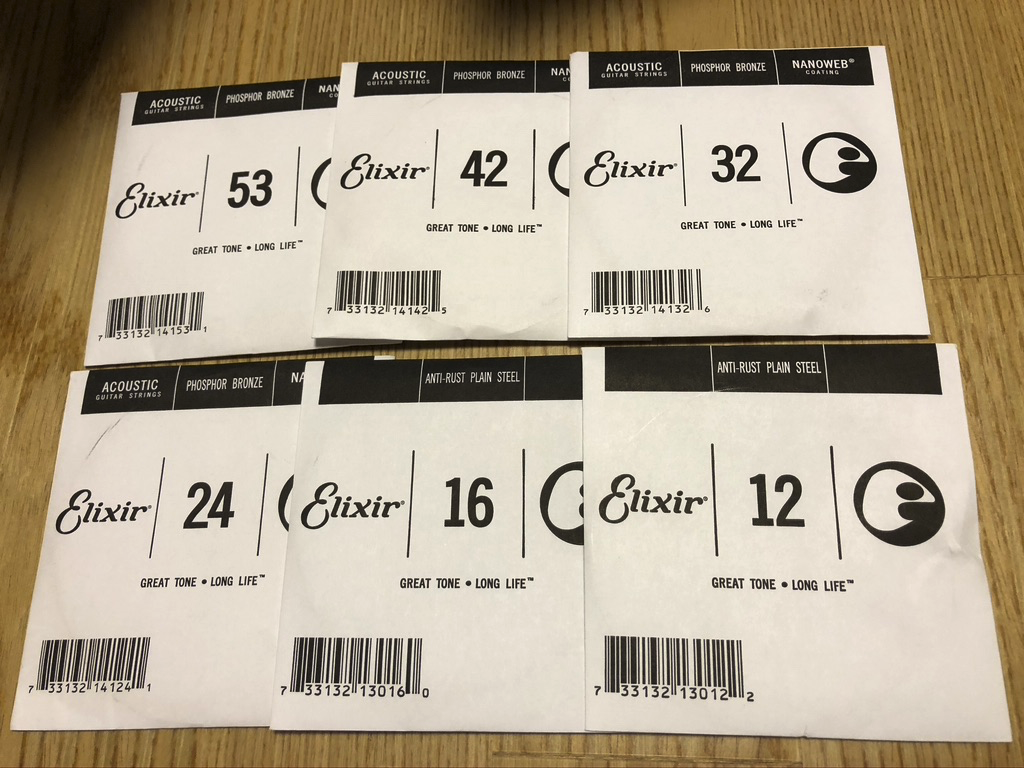 ACOUSTIC
GUITAR STRINGS
PHOSPHOR BRONZE
Elixir®
53
GREAT TONE • LONG LIFE™
7 33132 14153 1
ACOUSTIC
GUITAR STRINGS
PHOSPHOR BRONZE
Elixir®
42
GREAT TONE • LONG LIFE™
7 33132 14142 5
ACOUSTIC
GUITAR STRINGS
PHOSPHOR BRONZE
NANOWEB®
COATING
Elixir®
32
GREAT TONE • LONG LIFE™
7 33132 14132 6
ACOUSTIC
GUITAR STRINGS
PHOSPHOR BRONZE
Elixir®
24
GREAT TONE • LONG LIFE™
7 33132 14124 1
ANTI-RUST PLAIN STEEL
Elixir®
16
GREAT TONE • LONG LIFE™
7 33132 13016 0
ANTI-RUST PLAIN STEEL
Elixir®
12
GREAT TONE • LONG LIFE™
7 33132 13012 2